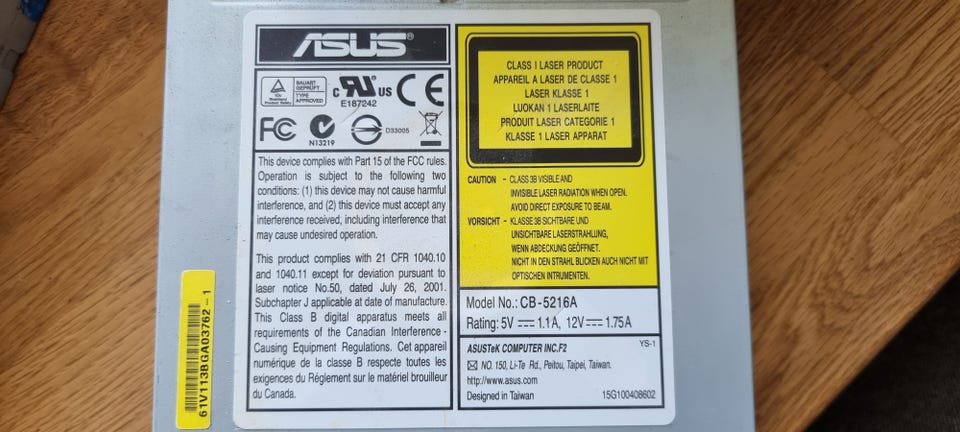 ASUS®
TÜV
Rheinland
Product Safety
BAUART
GEPRÜFT
TYPE
APPROVED
c UR US
E187242
CE
FC
N13219
D33005
This device complies with Part 15 of the FCC rules.
Operation is subject to the following two
conditions: (1) this device may not cause harmful
interference, and (2) this device must accept any
interference received, including interference that
may cause undesired operation.
This product complies with 21 CFR 1040.10
and 1040.11 except for deviation pursuant to
laser notice No.50, dated July 26, 2001.
Subchapter J applicable at date of manufacture.
This Class B digital apparatus meets all
requirements of the Canadian Interference -
Causing Equipment Regulations. Cet appareil
numérique de la classe B respecte toutes les
exigences du Réglement sur le matériel brouilleur
du Canada.
CLASS I LASER PRODUCT
APPAREIL A LASER DE CLASSE 1
LASER KLASSE 1
LUOKAN 1 LASERLAITE
PRODUIT LASER CATEGORIE 1
KLASSE 1 LASER APPARAT
CAUTION - CLASS 3B VISIBLE AND
INVISIBLE LASER RADIATION WHEN OPEN.
AVOID DIRECT EXPOSURE TO BEAM.
VORSICHT - KLASSE 3B SICHTBARE UND
UNSICHTBARE LASERSTRAHLUNG,
WENN ABDECKUNG GEÖFFNET.
NICHT IN DEN STRAHL BLICKEN AUCH NICHT MIT
OPTISCHEN INTRUMENTEN.
Model No.: CB-5216A
Rating: 5V ⎓ 1.1A, 12V ⎓ 1.75A
ASUSTeK COMPUTER INC.F2
YS-1
NO. 150, Li-Te Rd., Peitou, Taipei, Taiwan.
http://www.asus.com
Designed in Taiwan
15G100408602
61V113BGA03762-1